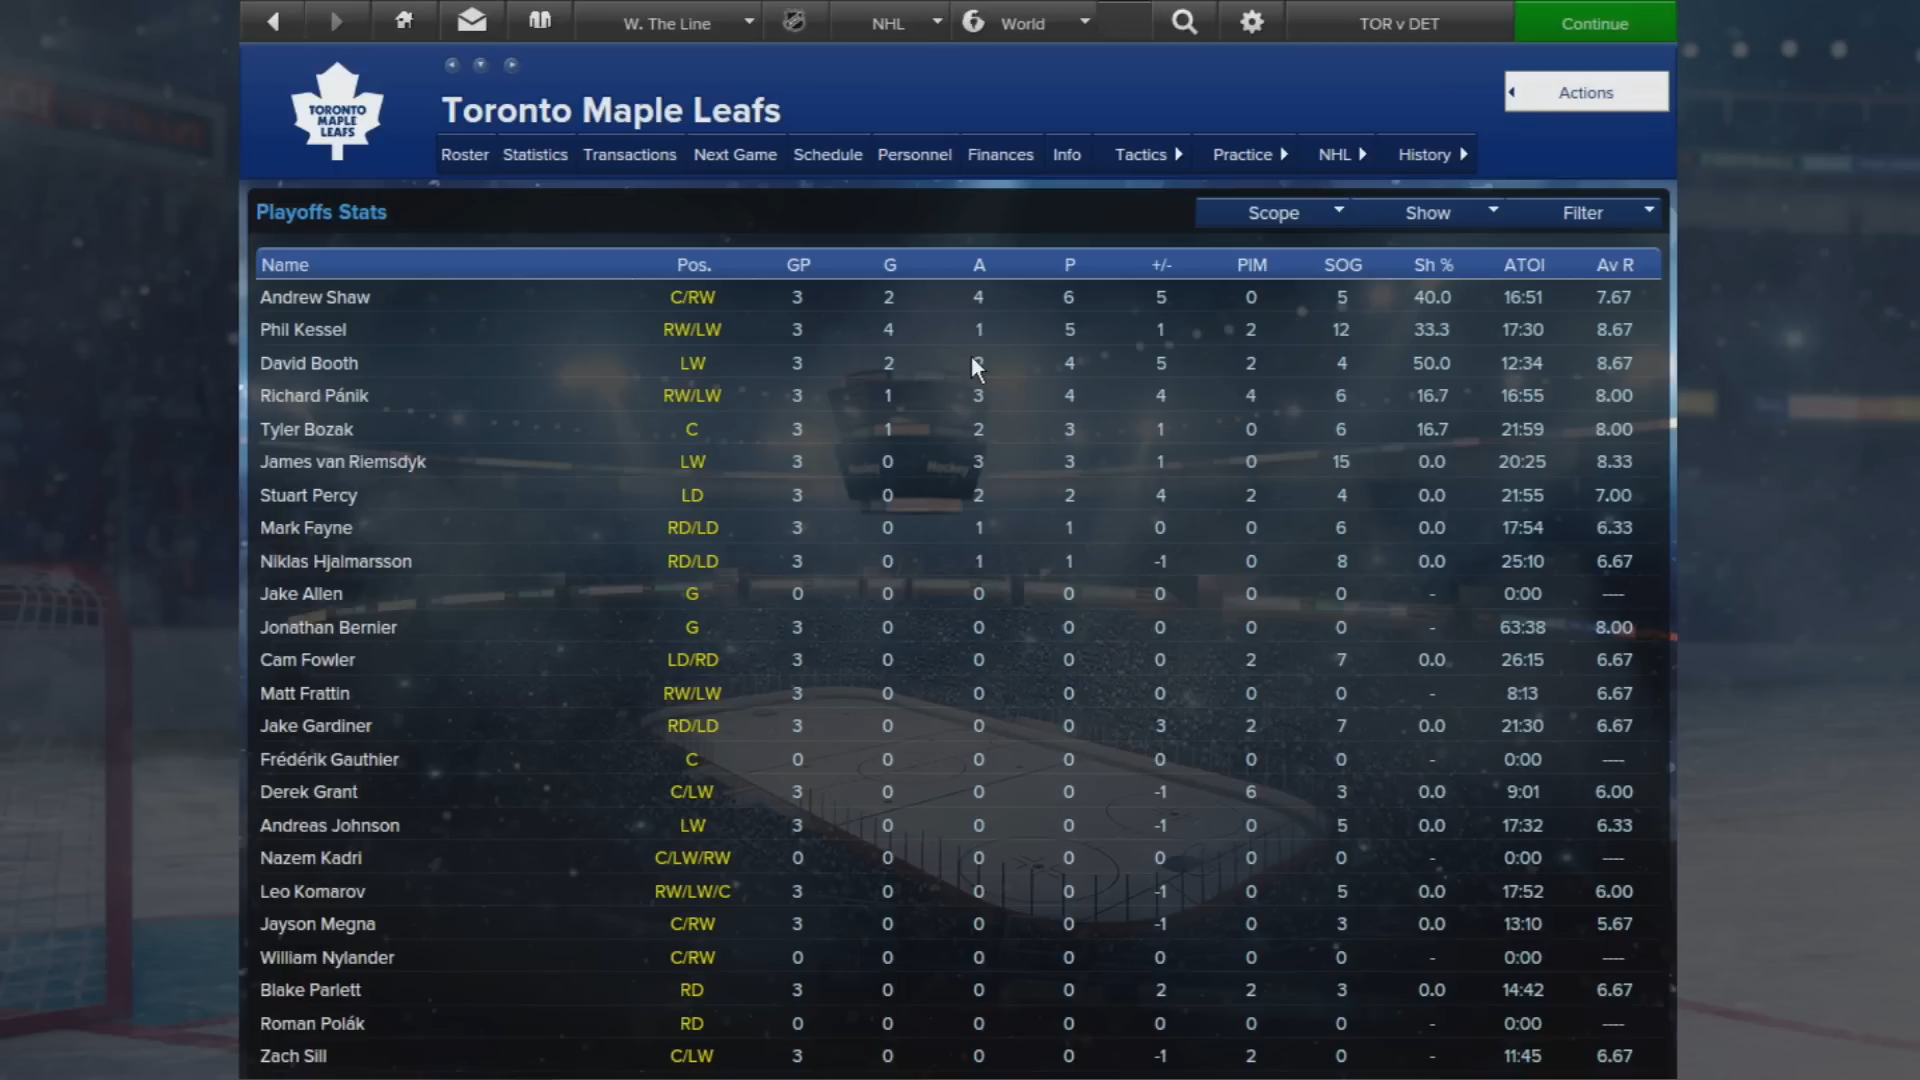 W. The Line NHL World TOR v DET Continue
TORONTO
MAPLE
LEAFS
Toronto Maple Leafs
Actions
Roster Statistics Transactions Next Game Schedule Personnel Finances Info Tactics Practice NHL History
Playoffs Stats Scope Show Filter
Name Pos. GP G A P +/- PIM SOG Sh % ATOI Av R
Andrew Shaw C/RW 3 2 4 6 5 0 5 40.0 16:51 7.67
Phil Kessel RW/LW 3 4 1 5 1 2 12 33.3 17:30 8.67
David Booth LW 3 2 4 5 2 4 50.0 12:34 8.67
Richard Pánik RW/LW 3 1 3 4 4 4 6 16.7 16:55 8.00
Tyler Bozak C 3 1 2 3 1 0 6 16.7 21:59 8.00
James van Riemsdyk LW 3 0 3 3 1 0 15 0.0 20:25 8.33
Stuart Percy LD 3 0 2 2 4 2 4 0.0 21:55 7.00
Mark Fayne RD/LD 3 0 1 1 0 0 6 0.0 17:54 6.33
Niklas Hjalmarsson RD/LD 3 0 1 1 -1 0 8 0.0 25:10 6.67
Jake Allen G 0 0 0 0 0 0 0 - 0:00 ----
Jonathan Bernier G 3 0 0 0 0 0 0 - 63:38 8.00
Cam Fowler LD/RD 3 0 0 0 0 2 7 0.0 26:15 6.67
Matt Frattin RW/LW 3 0 0 0 0 0 0 - 8:13 6.67
Jake Gardiner RD/LD 3 0 0 0 3 2 7 0.0 21:30 6.67
Frédérik Gauthier C 0 0 0 0 0 0 0 - 0:00 ----
Derek Grant C/LW 3 0 0 0 -1 6 3 0.0 9:01 6.00
Andreas Johnson LW 3 0 0 0 -1 0 5 0.0 17:32 6.33
Nazem Kadri C/LW/RW 0 0 0 0 0 0 0 - 0:00 ----
Leo Komarov RW/LW/C 3 0 0 0 -1 0 5 0.0 17:52 6.00
Jayson Megna C/RW 3 0 0 0 -1 0 3 0.0 13:10 5.67
William Nylander C/RW 0 0 0 0 0 0 0 - 0:00 ----
Blake Parlett RD 3 0 0 0 2 2 3 0.0 14:42 6.67
Roman Polák RD 0 0 0 0 0 0 0 - 0:00 ----
Zach Sill C/LW 3 0 0 0 -1 2 0 - 11:45 6.67